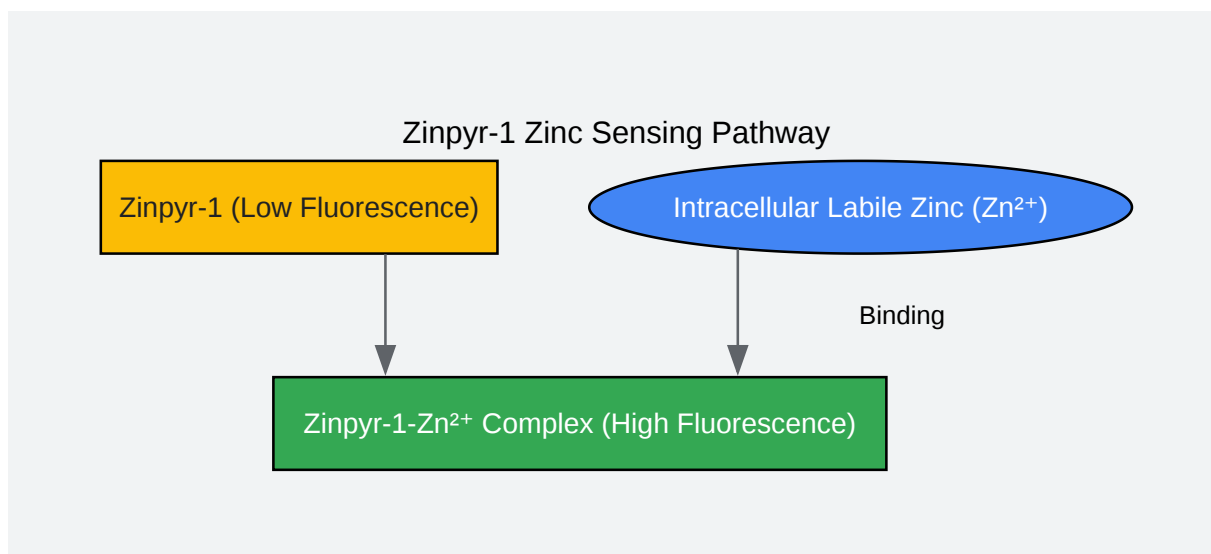 Zinpyr-1 Zinc Sensing Pathway
Zinpyr-1 (Low Fluorescence)
Intracellular Labile Zinc (Zn²⁺)
Binding
Zinpyr-1-Zn²⁺ Complex (High Fluorescence)